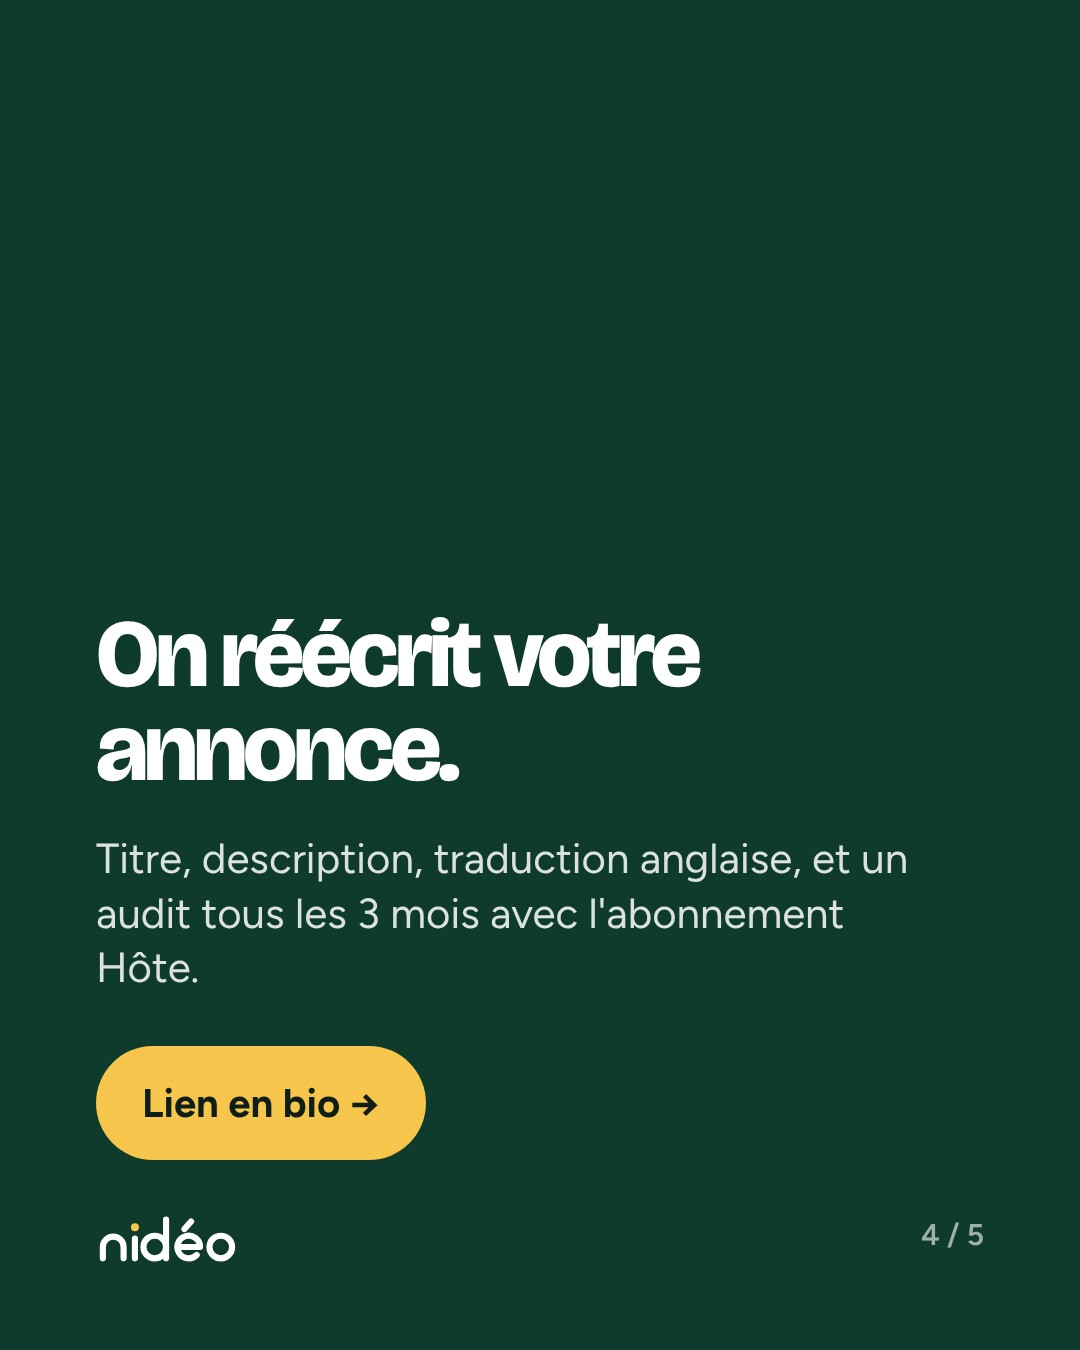 On réécrit votre
annonce.
Titre, description, traduction anglaise, et un
audit tous les 3 mois avec l'abonnement
Hôte.
Lien en bio →
nidéo
4 / 5